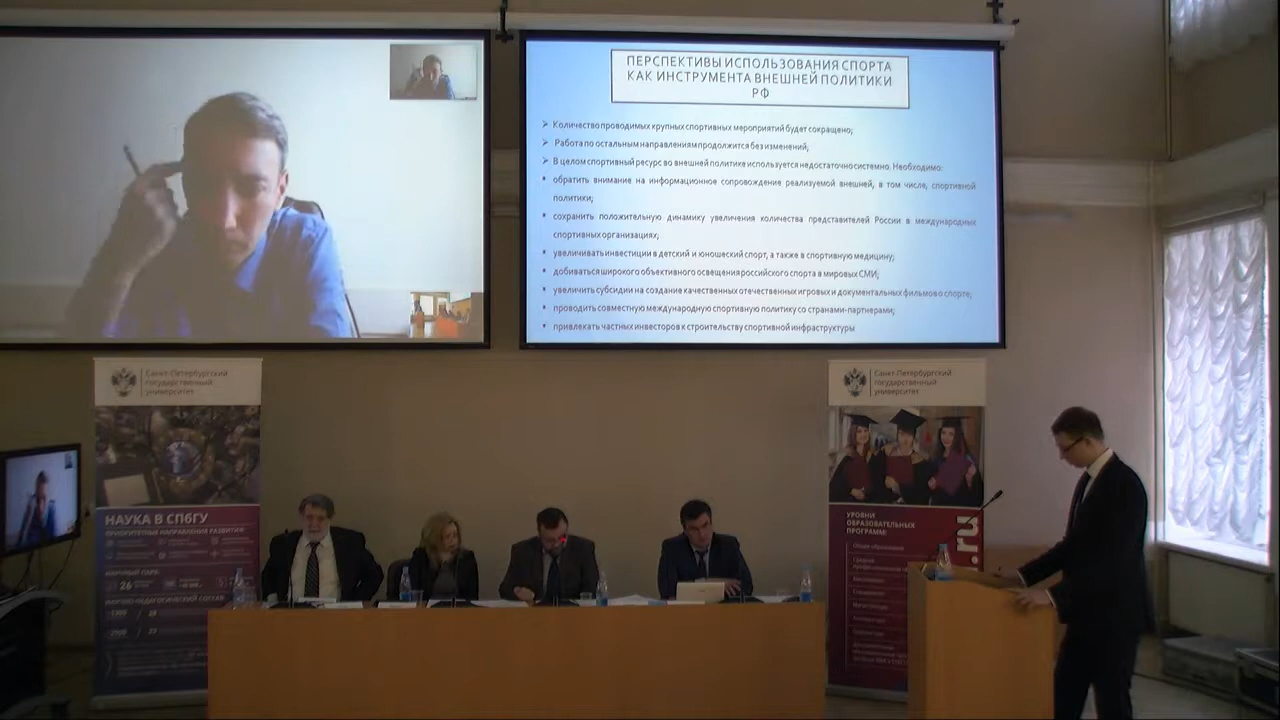 ПЕРСПЕКТИВЫ ИСПОЛЬЗОВАНИЯ СПОРТА
КАК ИНСТРУМЕНТА ВНЕШНЕЙ ПОЛИТИКИ
РФ
Количество проводимых крупных спортивных мероприятий будет сокращено;
Работа по остальным направлениям продолжится без изменений;
В целом спортивный ресурс во внешней политике используется недостаточно системно. Необходимо:
обратить внимание на информационное сопровождение реализуемой внешней, в том числе, спортивной
политики;
сохранить положительную динамику увеличения количества представителей России в международных
спортивных организациях;
увеличивать инвестиции в детский и юношеский спорт, а также в спортивную медицину;
добиваться широкого объективного освещения российского спорта в мировых СМИ;
увеличить субсидии на создание качественных отечественных игровых и документальных фильмов о спорте;
проводить совместную международную спортивную политику со странами-партнерами;
привлекать частных инвесторов к строительству спортивной инфраструктуры
Санкт-Петербургский
государственный
университет
НАУКА В СПбГУ
ПРИОРИТЕТНЫЕ НАПРАВЛЕНИЯ РАЗВИТИЯ
26
Санкт-Петербургский
государственный
университет
УРОВНИ
ОБРАЗОВАТЕЛЬНЫХ
ПРОГРАММ
.ru